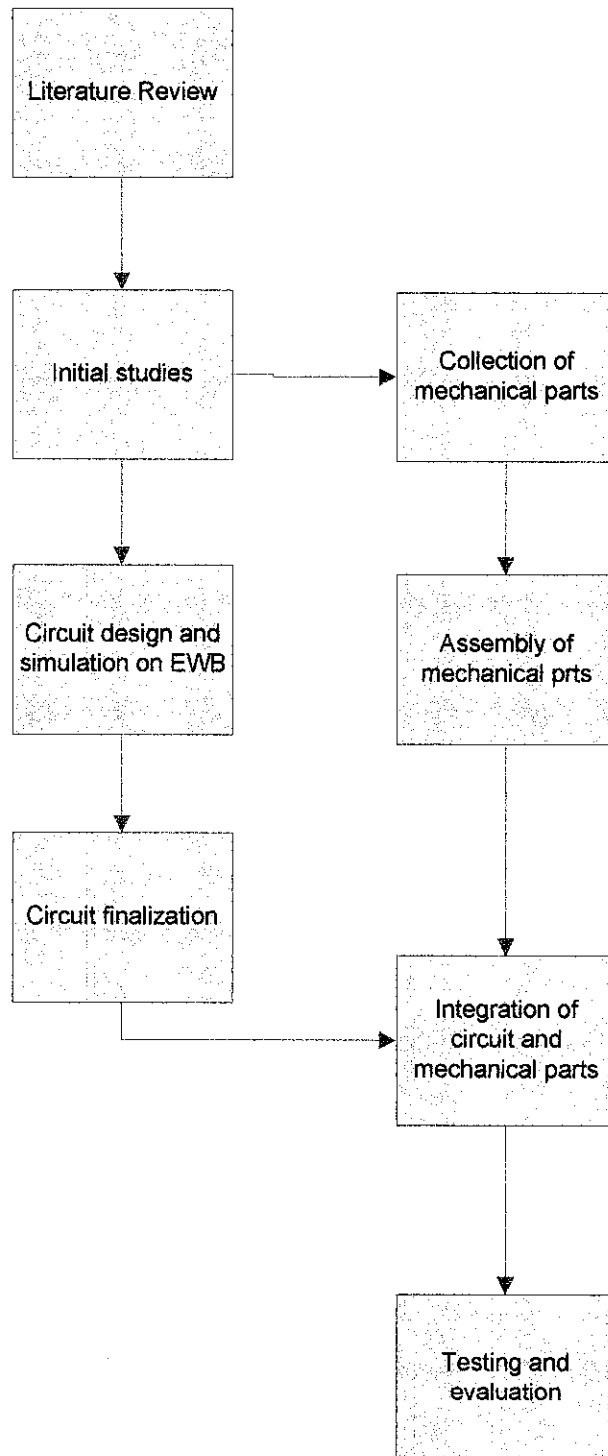 Literature Review
Initial studies
Collection of
mechanical parts
Circuit design and
simulation on EWB
Assembly of
mechanical prts
Circuit finalization
Integration of
circuit and
mechanical parts
Testing and
evaluation